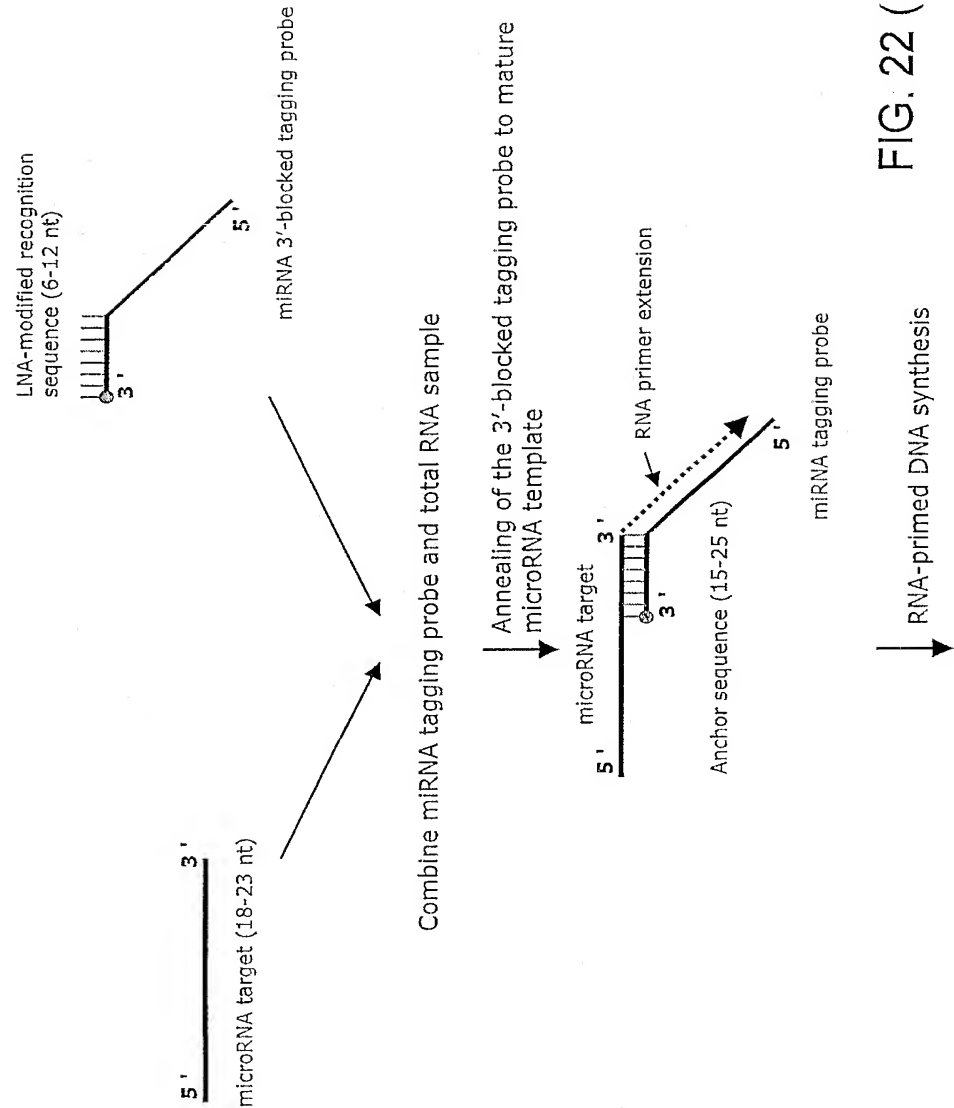 LNA-modified recognition
sequence (6-12 nt)
3'
5'
miRNA 3'-blocked tagging probe
5' 3'
microRNA target (18-23 nt)
Combine miRNA tagging probe and total RNA sample
Annealing of the 3'-blocked tagging probe to mature
microRNA template
microRNA target
5' 3'
3'
RNA primer extension
Anchor sequence (15-25 nt)
5'
miRNA tagging probe
RNA-primed DNA synthesis
FIG. 22 (